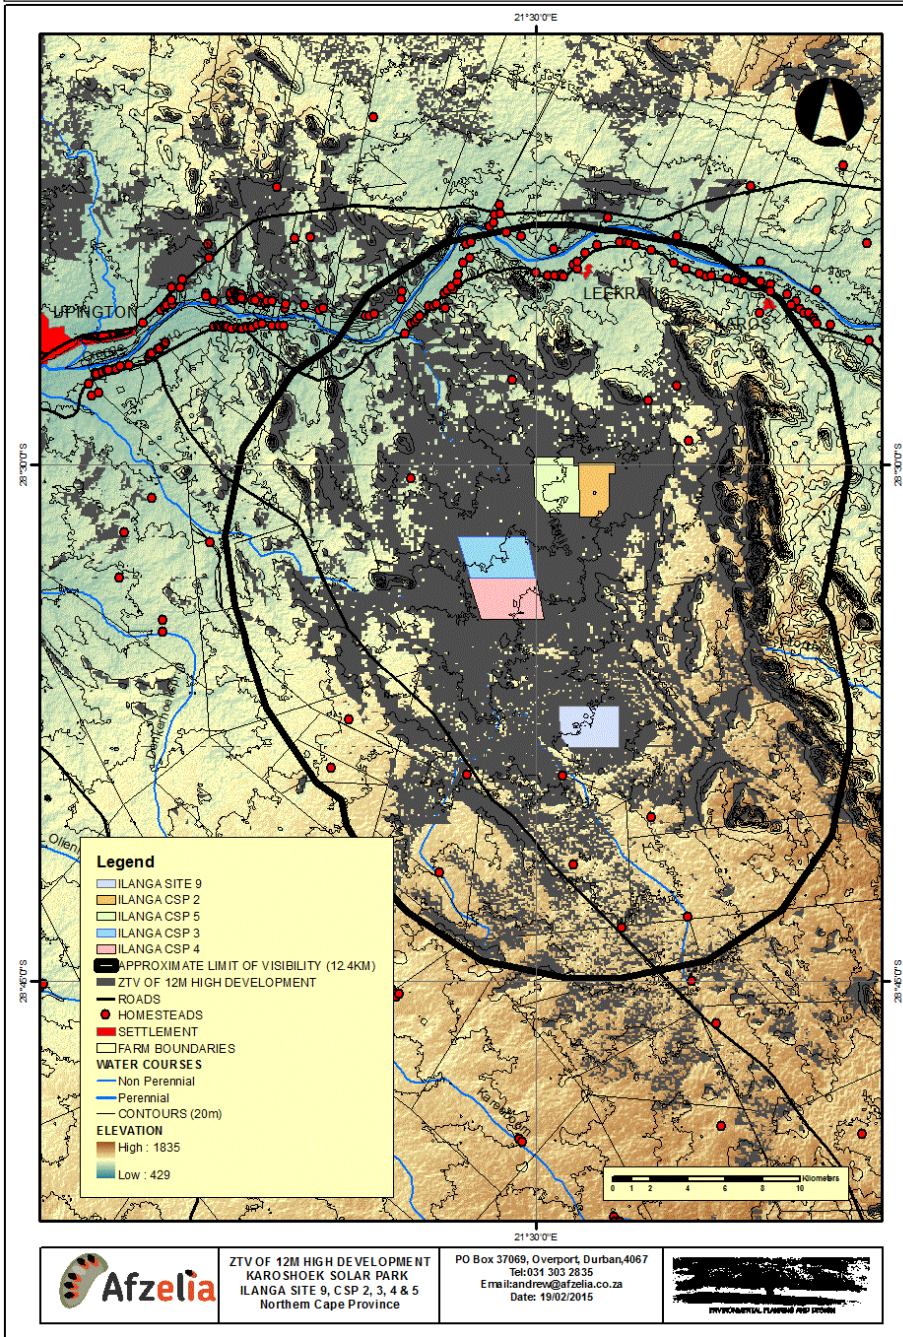 21°30'0"E
UPINGTON
LEEKRANS
KAROS
28°30'0"S
28°30'0"S
Donkerhoekspruit
28°45'0"S
28°45'0"S
Legend
ILANGA SITE 9
ILANGA CSP 2
ILANGA CSP 5
ILANGA CSP 3
ILANGA CSP 4
APPROXIMATE LIMIT OF VISIBILITY (12.4KM)
ZTV OF 12M HIGH DEVELOPMENT
ROADS
HOMESTEADS
SETTLEMENT
FARM BOUNDARIES
WATER COURSES
Non Perennial
Perennial
CONTOURS (20m)
ELEVATION
High : 1835
Low : 429
Kilometers
0 1 2 4 6 8 10
21°30'0"E
Afzelia
ZTV OF 12M HIGH DEVELOPMENT
KAROSHOEK SOLAR PARK
ILANGA SITE 9, CSP 2, 3, 4 & 5
Northern Cape Province
PO Box 37069, Overport, Durban,4067
Tel:031 303 2835
Email:andrew@afzelia.co.za
Date: 19/02/2015
ENVIRONMENTAL PLANNING AND DESIGN